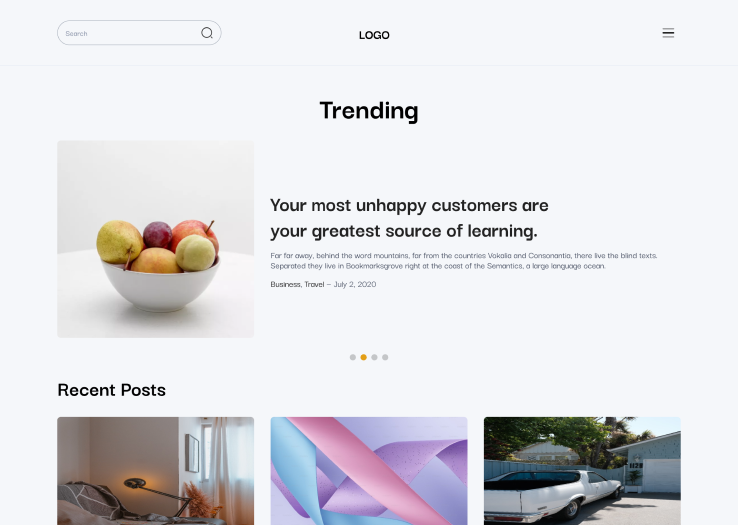 Search
LOGO
Trending
Your most unhappy customers are
your greatest source of learning.
Far far away, behind the word mountains, far from the countries Vokalia and Consonantia, there live the blind texts.
Separated they live in Bookmarksgrove right at the coast of the Semantics, a large language ocean.
Business, Travel – July 2, 2020
Recent Posts
1129